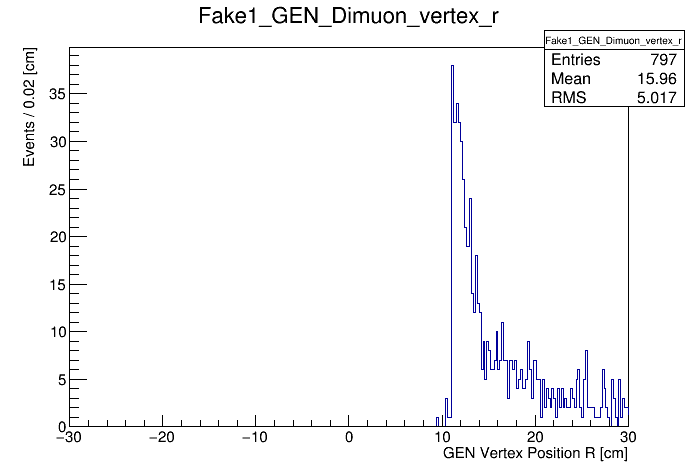 Fake1_GEN_Dimuon_vertex_r
Fake1_GEN_Dimuon_vertex_r
Entries 797
Mean 15.96
RMS 5.017
Events / 0.02 [cm]
35
30
25
20
15
10
5
0
−30 −20 −10 0 10 20 30
GEN Vertex Position R [cm]